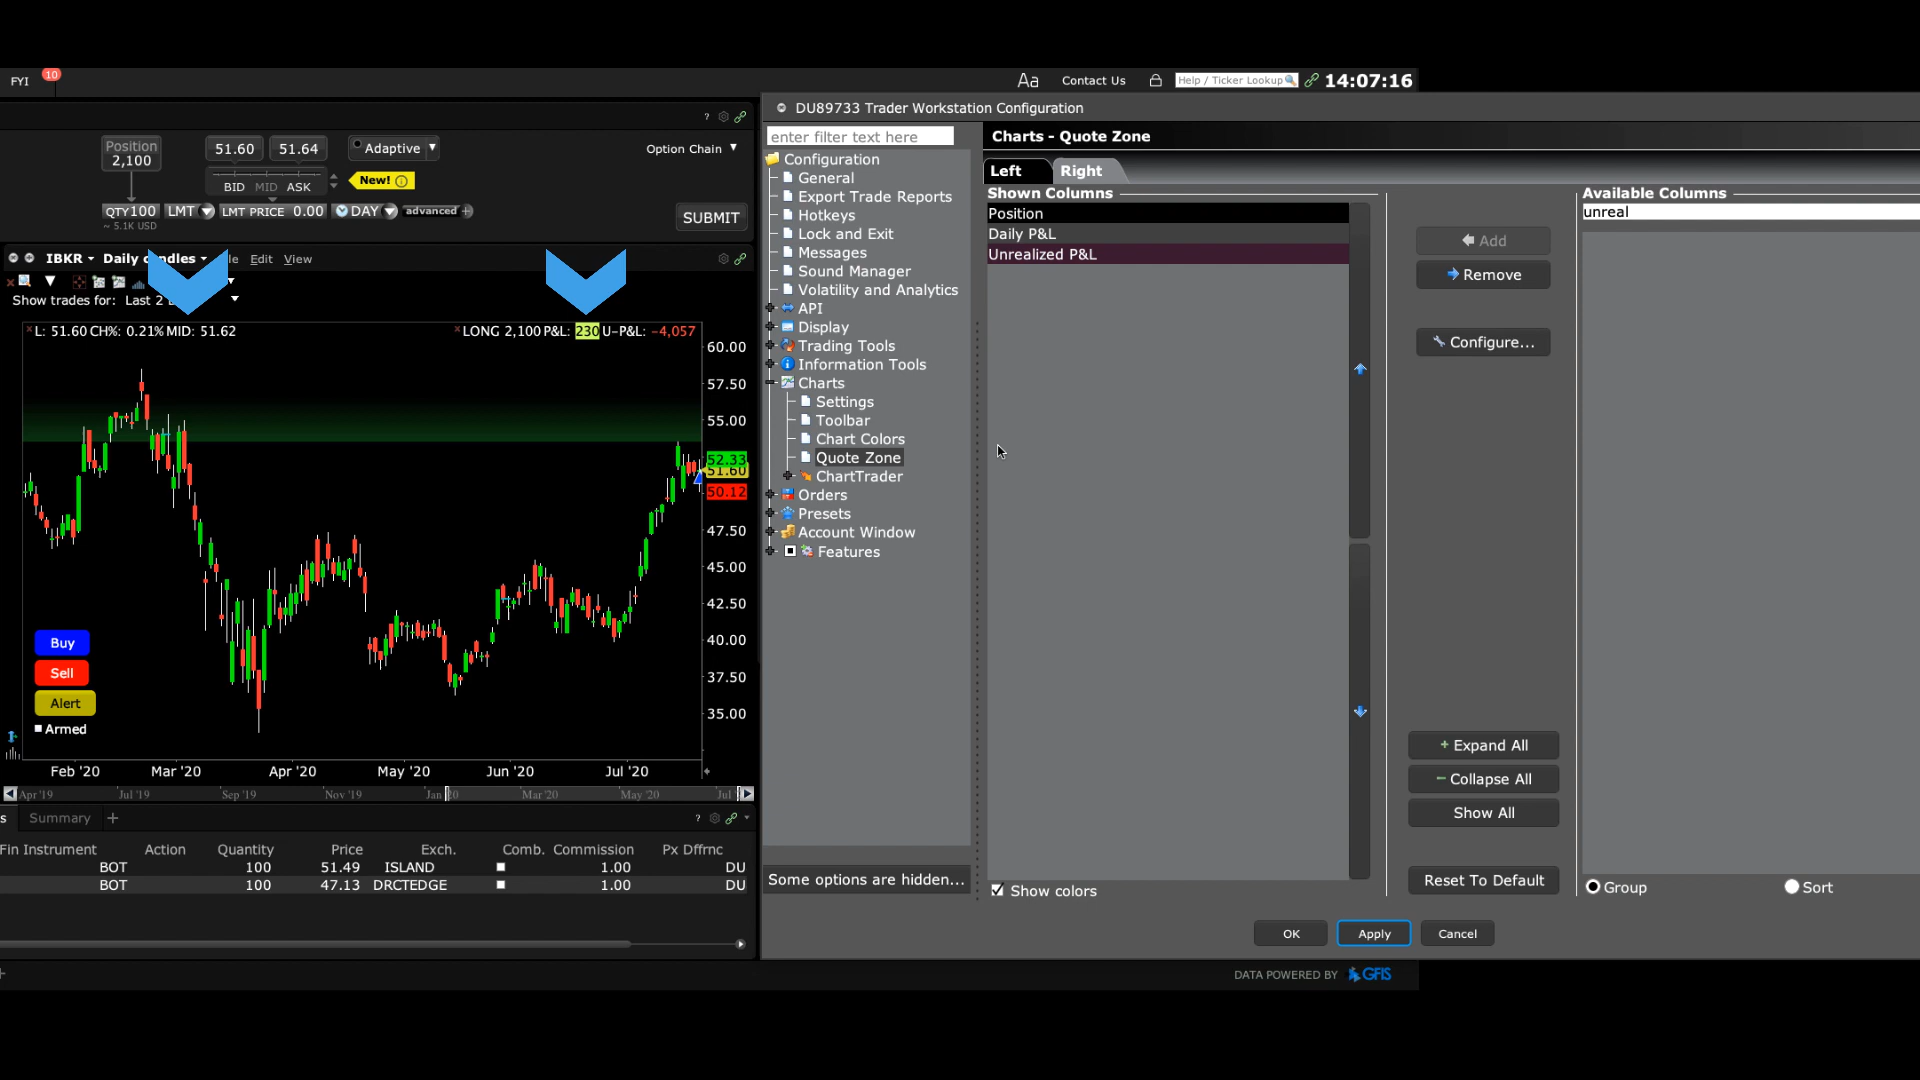 FYI 10
Aa Contact Us Help / Ticker Lookup 14:07:16
DU89733 Trader Workstation Configuration
?
enter filter text here
Charts - Quote Zone
Position
2,100
51.60 51.64 Adaptive
Option Chain
BID MID ASK New!
QTY 100 LMT LMT PRICE 0.00 DAY advanced +
~ 5.1K USD
SUBMIT
IBKR Daily c ndles le Edit View
Show trades for: Last 2
L: 51.60 CH%: 0.21% MID: 51.62
LONG 2,100 P&L: 230 U-P&L: -4,057
60.00
57.50
55.00
52.33
51.60
50.12
47.50
45.00
42.50
40.00
37.50
35.00
Buy
Sell
Alert
Armed
Feb '20 Mar '20 Apr '20 May '20 Jun '20 Jul '20
Apr '19 Jul '19 Sep '19 Nov '19 Jan '20 Mar '20 May '20 Jul '
s Summary + ?
Fin Instrument Action Quantity Price Exch. Comb. Commission Px Dffrnc
BOT 100 51.49 ISLAND 1.00 DU
BOT 100 47.13 DRCTEDGE 1.00 DU
Configuration
General
Export Trade Reports
Hotkeys
Lock and Exit
Messages
Sound Manager
Volatility and Analytics
API
Display
Trading Tools
Information Tools
Charts
Settings
Toolbar
Chart Colors
Quote Zone
ChartTrader
Orders
Presets
Account Window
Features
Some options are hidden...
Left Right
Shown Columns
Position
Daily P&L
Unrealized P&L
Show colors
Add
Remove
Configure...
Expand All
Collapse All
Show All
Reset To Default
Available Columns
unreal
Group Sort
OK Apply Cancel
DATA POWERED BY GFIS